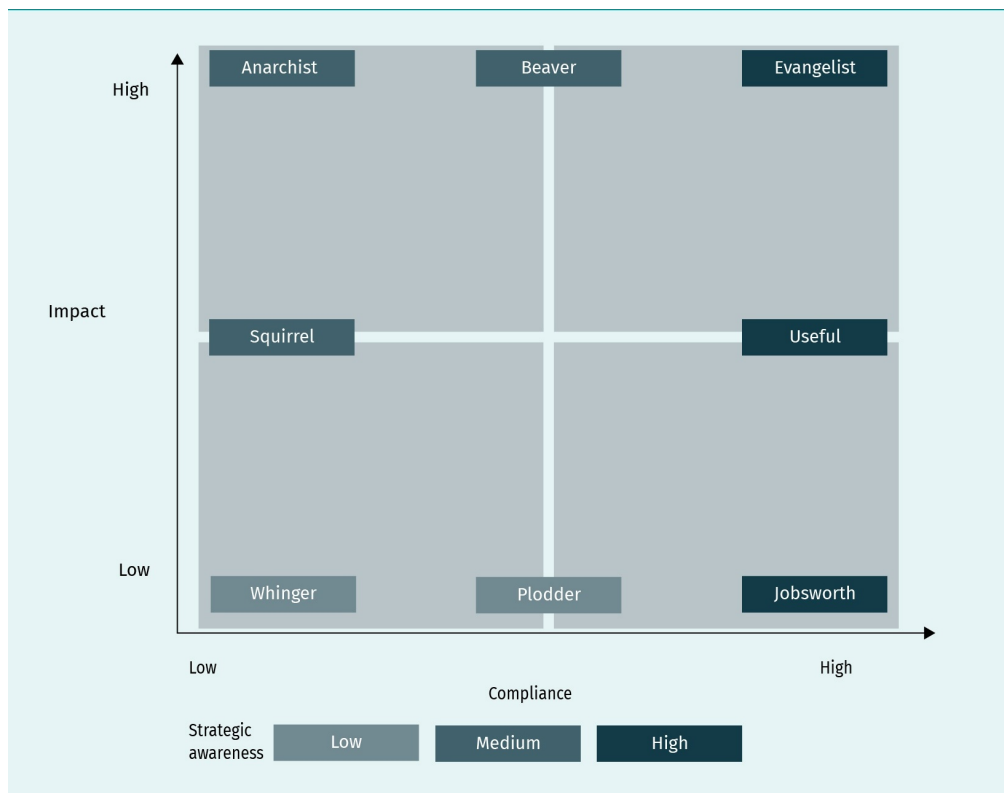 Anarchist
Beaver
Evangelist
High
Impact
Squirrel
Useful
Low
Whinger
Plodder
Jobsworth
Low
High
Compliance
Strategic
awareness
Low
Medium
High